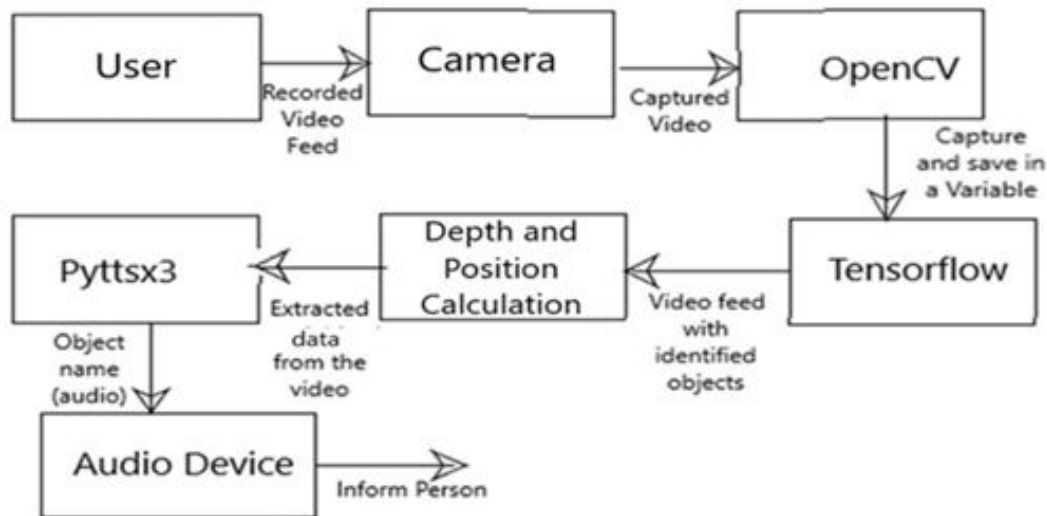 User
Recorded
Video
Feed
Camera
Captured
Video
OpenCV
Capture
and save in
a Variable
Tensorflow
Video feed
with
identified
objects
Depth and
Position
Calculation
Extracted
data
from the
video
Pyttsx3
Object
name
(audio)
Audio Device
Inform Person